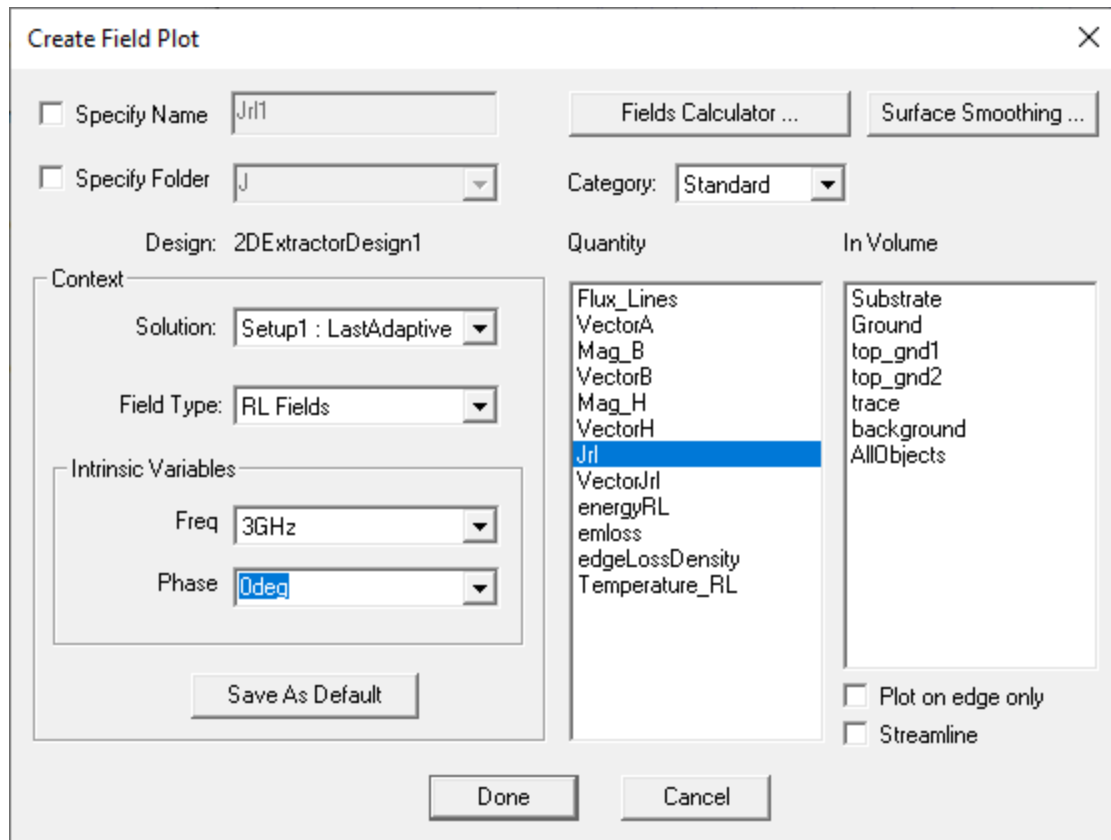 Create Field Plot
Specify Name
Jrl1
Fields Calculator ...
Surface Smoothing ...
Specify Folder
J
Category:
Standard
Design:
2DExtractorDesign1
Quantity
In Volume
Context
Solution:
Setup1 : LastAdaptive
Field Type:
RL Fields
Intrinsic Variables
Freq
3GHz
Phase
0deg
Save As Default
Flux_Lines
VectorA
Mag_B
VectorB
Mag_H
VectorH
Jrl
VectorJrl
energyRL
emloss
edgeLossDensity
Temperature_RL
Substrate
Ground
top_gnd1
top_gnd2
trace
background
AllObjects
Plot on edge only
Streamline
Done
Cancel